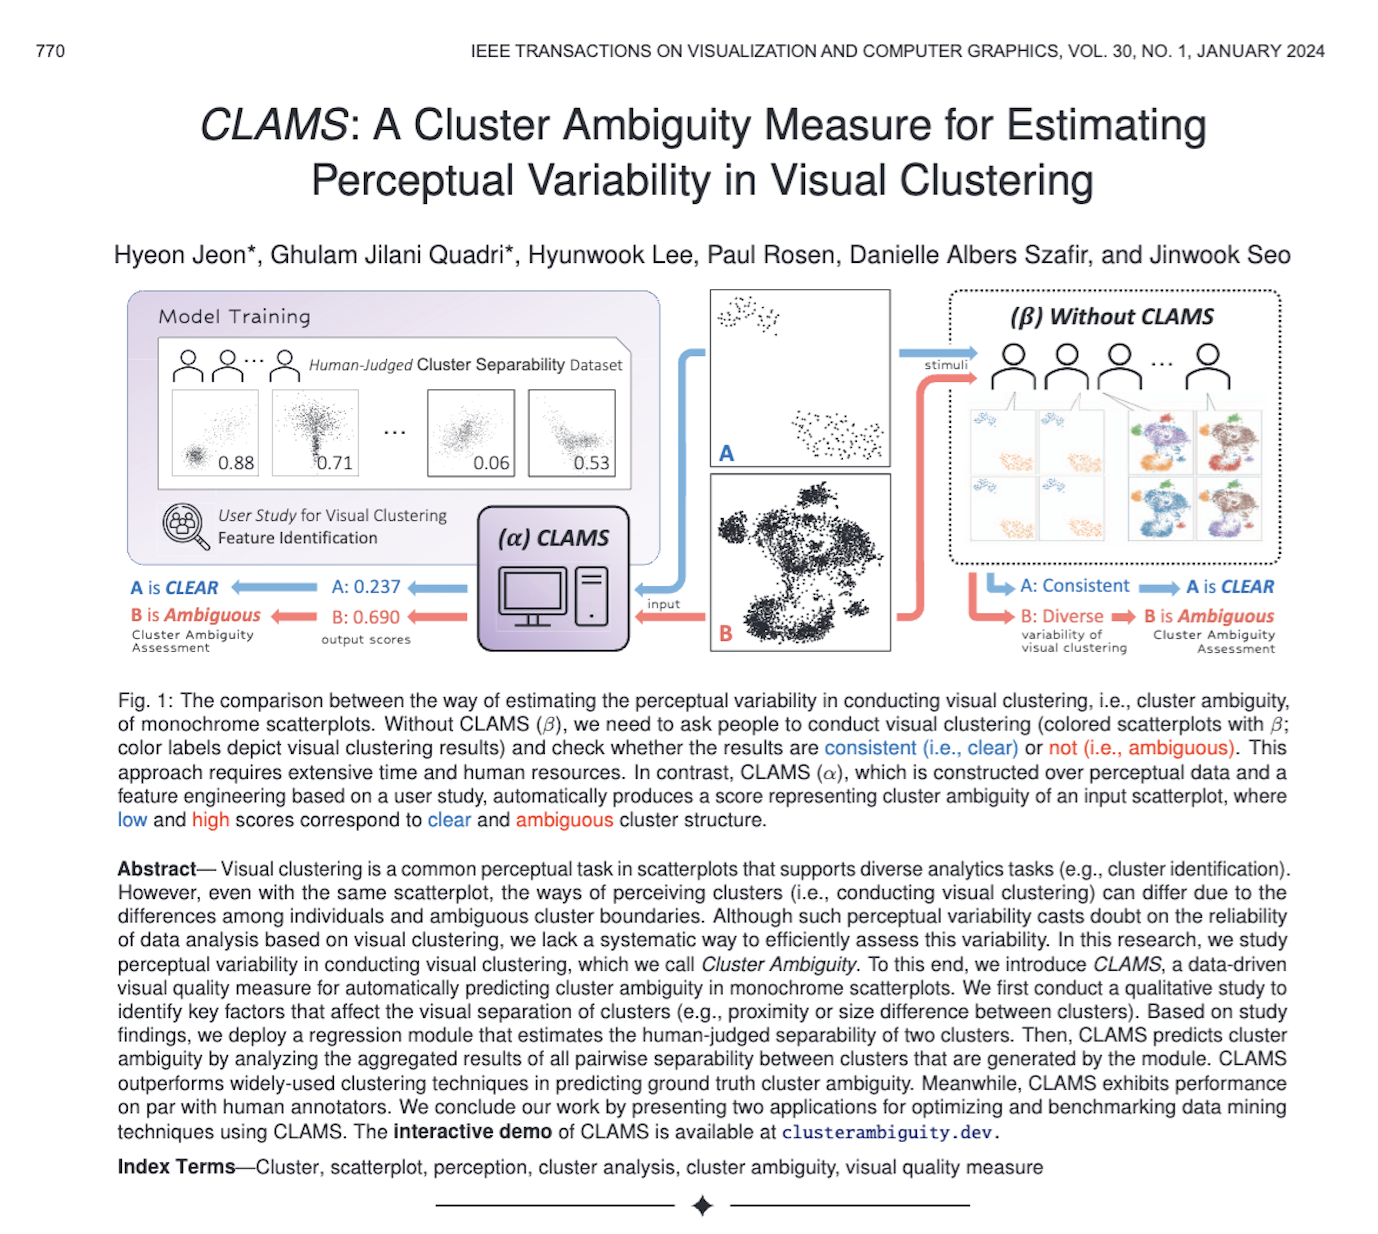 770
IEEE TRANSACTIONS ON VISUALIZATION AND COMPUTER GRAPHICS, VOL. 30, NO. 1, JANUARY 2024
CLAMS: A Cluster Ambiguity Measure for Estimating
Perceptual Variability in Visual Clustering
Hyeon Jeon*, Ghulam Jilani Quadri*, Hyunwook Lee, Paul Rosen, Danielle Albers Szafir, and Jinwook Seo
Model Training
Human-Judged Cluster Separability Dataset
0.88
0.71
...
0.06
0.53
User Study for Visual Clustering
Feature Identification
(α) CLAMS
A is CLEAR
A: 0.237
B is Ambiguous
B: 0.690
Cluster Ambiguity
Assessment
output scores
input
A
B
stimuli
(β) Without CLAMS
...
A: Consistent
A is CLEAR
B: Diverse
B is Ambiguous
variability of
visual clustering
Cluster Ambiguity
Assessment
Fig. 1: The comparison between the way of estimating the perceptual variability in conducting visual clustering, i.e., cluster ambiguity,
of monochrome scatterplots. Without CLAMS (β), we need to ask people to conduct visual clustering (colored scatterplots with β;
color labels depict visual clustering results) and check whether the results are consistent (i.e., clear) or not (i.e., ambiguous). This
approach requires extensive time and human resources. In contrast, CLAMS (α), which is constructed over perceptual data and a
feature engineering based on a user study, automatically produces a score representing cluster ambiguity of an input scatterplot, where
low and high scores correspond to clear and ambiguous cluster structure.
Abstract— Visual clustering is a common perceptual task in scatterplots that supports diverse analytics tasks (e.g., cluster identification).
However, even with the same scatterplot, the ways of perceiving clusters (i.e., conducting visual clustering) can differ due to the
differences among individuals and ambiguous cluster boundaries. Although such perceptual variability casts doubt on the reliability
of data analysis based on visual clustering, we lack a systematic way to efficiently assess this variability. In this research, we study
perceptual variability in conducting visual clustering, which we call Cluster Ambiguity. To this end, we introduce CLAMS, a data-driven
visual quality measure for automatically predicting cluster ambiguity in monochrome scatterplots. We first conduct a qualitative study to
identify key factors that affect the visual separation of clusters (e.g., proximity or size difference between clusters). Based on study
findings, we deploy a regression module that estimates the human-judged separability of two clusters. Then, CLAMS predicts cluster
ambiguity by analyzing the aggregated results of all pairwise separability between clusters that are generated by the module. CLAMS
outperforms widely-used clustering techniques in predicting ground truth cluster ambiguity. Meanwhile, CLAMS exhibits performance
on par with human annotators. We conclude our work by presenting two applications for optimizing and benchmarking data mining
techniques using CLAMS. The interactive demo of CLAMS is available at clusterambiguity.dev.
Index Terms—Cluster, scatterplot, perception, cluster analysis, cluster ambiguity, visual quality measure